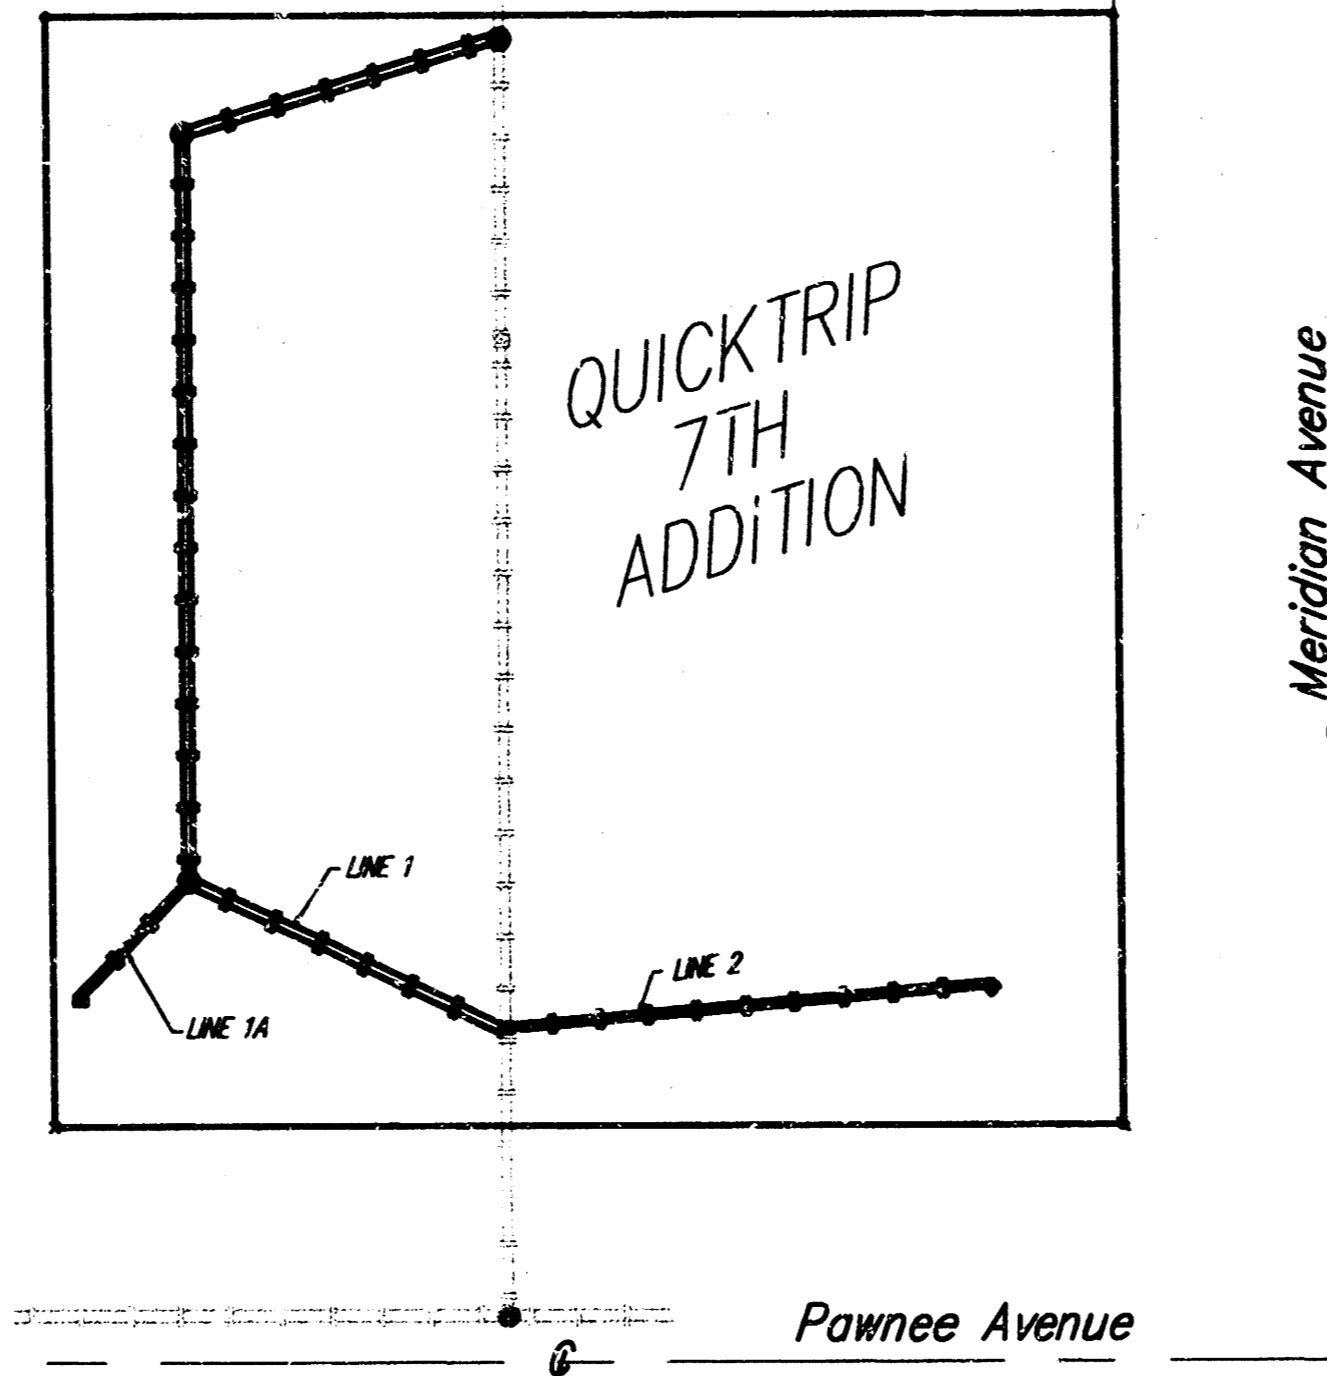 QUICKTRIP
7TH
ADDiTION
Meridian Avenue
LINE 1
LINE 2
LINE 1A
Pawnee Avenue
℄